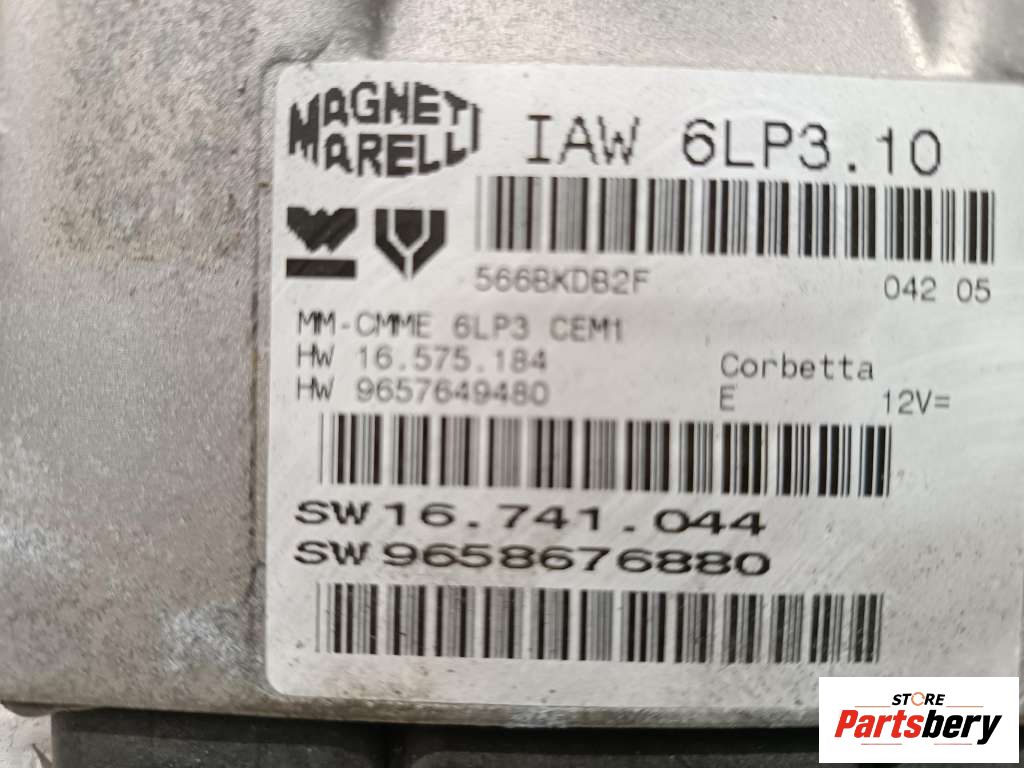 MAGNETI
MARELLI
IAW 6LP3.10
566BKDB2F
042 05
MM-CMME 6LP3 CEM1
HW 16.575.184
HW 9657649480
Corbetta
E 12V=
SW 16.741.044
SW 9658676880
STORE
Partsbery